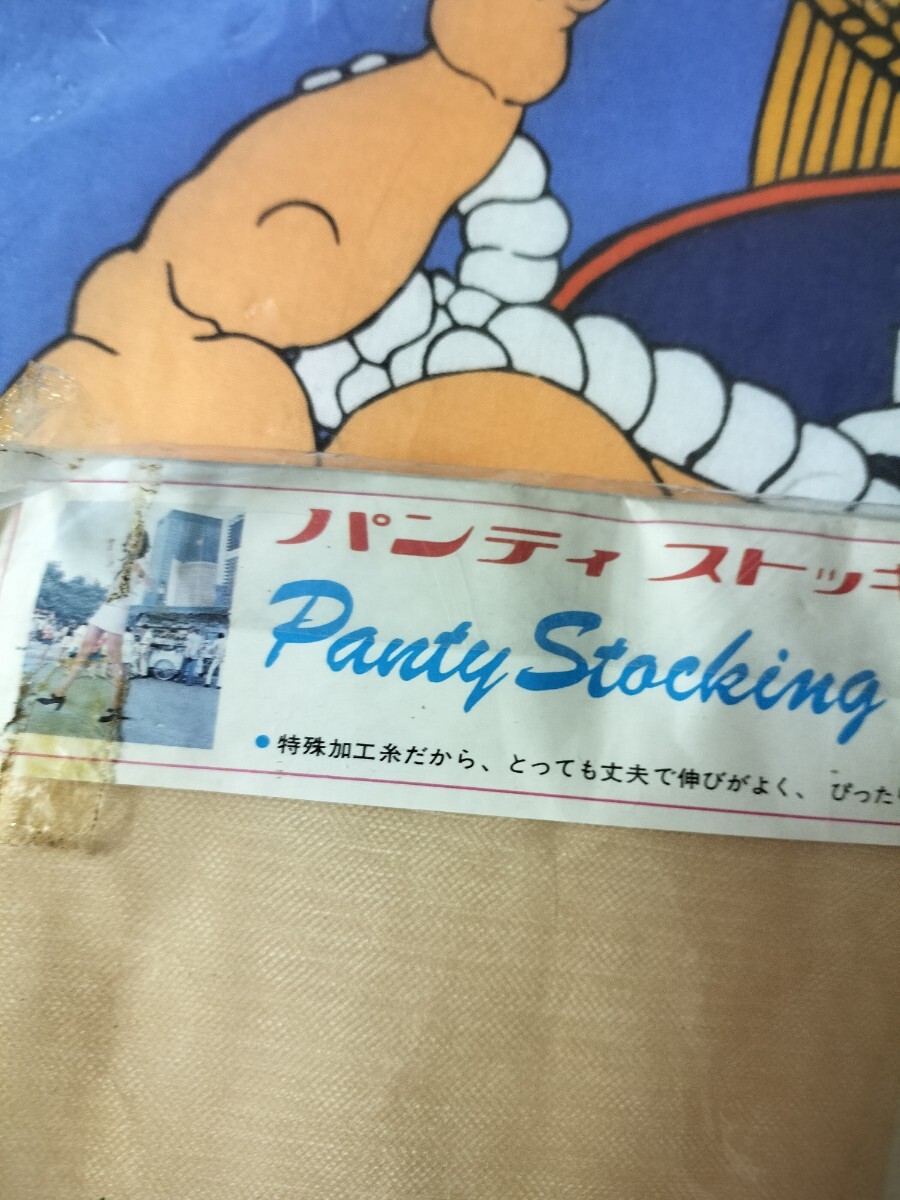 パンティストッキ
Panty Stocking
●特殊加工糸だから、とっても丈夫で伸びがよく、ぴったり